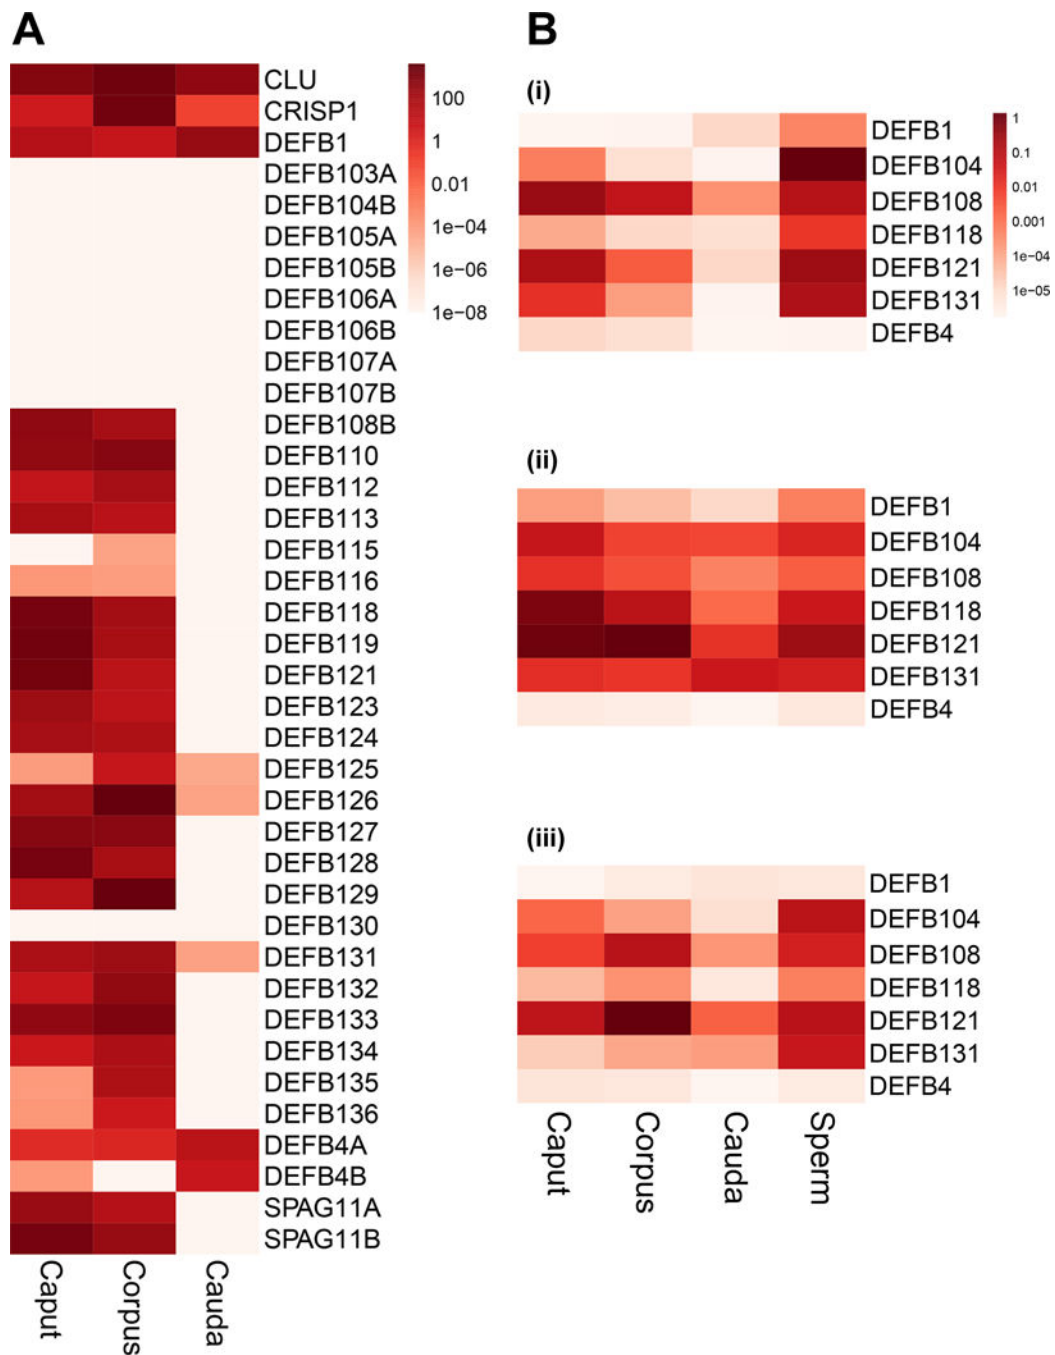 A
CLU
CRISP1
DEFB1
DEFB103A
DEFB104B
DEFB105A
DEFB105B
DEFB106A
DEFB106B
DEFB107A
DEFB107B
DEFB108B
DEFB110
DEFB112
DEFB113
DEFB115
DEFB116
DEFB118
DEFB119
DEFB121
DEFB123
DEFB124
DEFB125
DEFB126
DEFB127
DEFB128
DEFB129
DEFB130
DEFB131
DEFB132
DEFB133
DEFB134
DEFB135
DEFB136
DEFB4A
DEFB4B
SPAG11A
SPAG11B
Caput
Corpus
Cauda
100
1
0.01
1e−04
1e−06
1e−08
B
(i)
DEFB1
DEFB104
DEFB108
DEFB118
DEFB121
DEFB131
DEFB4
1
0.1
0.01
0.001
1e−04
1e−05
(ii)
DEFB1
DEFB104
DEFB108
DEFB118
DEFB121
DEFB131
DEFB4
(iii)
DEFB1
DEFB104
DEFB108
DEFB118
DEFB121
DEFB131
DEFB4
Caput
Corpus
Cauda
Sperm